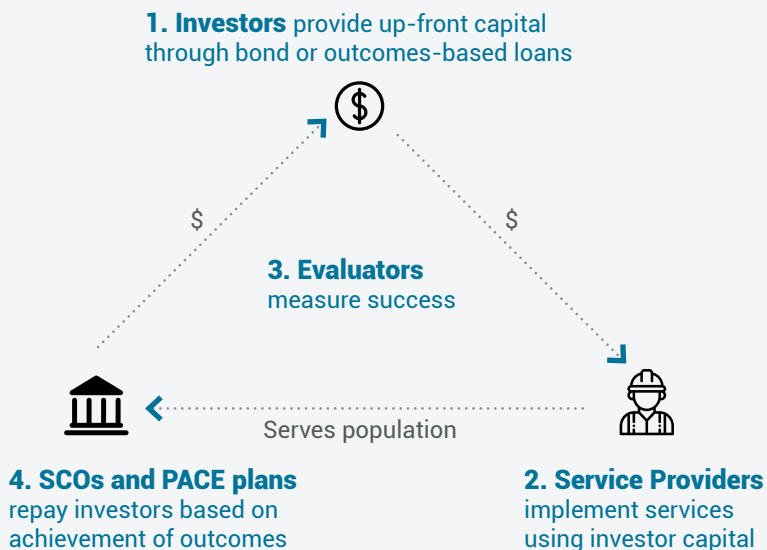 1. Investors provide up-front capital
through bond or outcomes-based loans
$
$
$
3. Evaluators
measure success
Serves population
4. SCOs and PACE plans
repay investors based on
achievement of outcomes
2. Service Providers
implement services
using investor capital